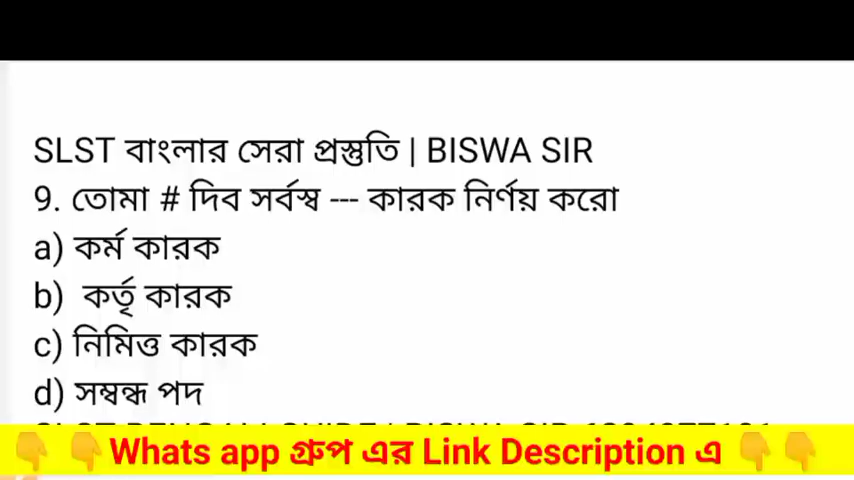 SLST বাংলার সেরা প্রস্তুতি | BISWA SIR
9. তোমা # দিব সর্বস্ব --- কারক নির্ণয় করো
a) কর্ম কারক
b) কর্তৃ কারক
c) নিমিত্ত কারক
d) সম্বন্ধ পদ
👇 👇 Whats app গ্রুপ এর Link Description এ 👇 👇